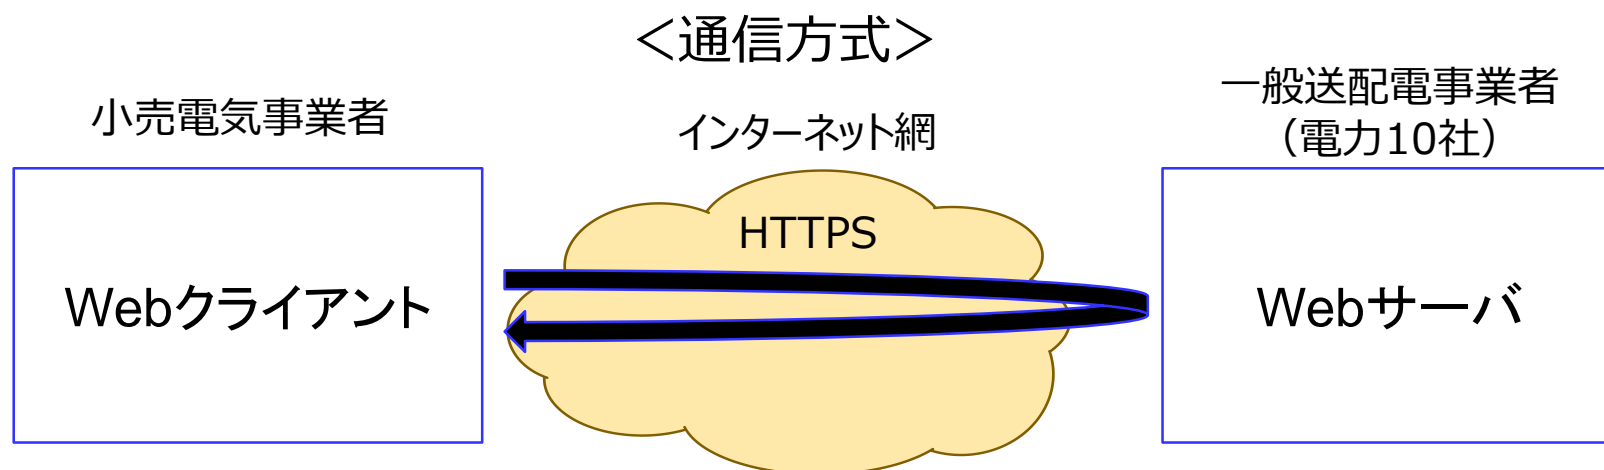 ＜通信方式＞
小売電気事業者
インターネット網
一般送配電事業者
（電力10社）
HTTPS
Webクライアント
Webサーバ